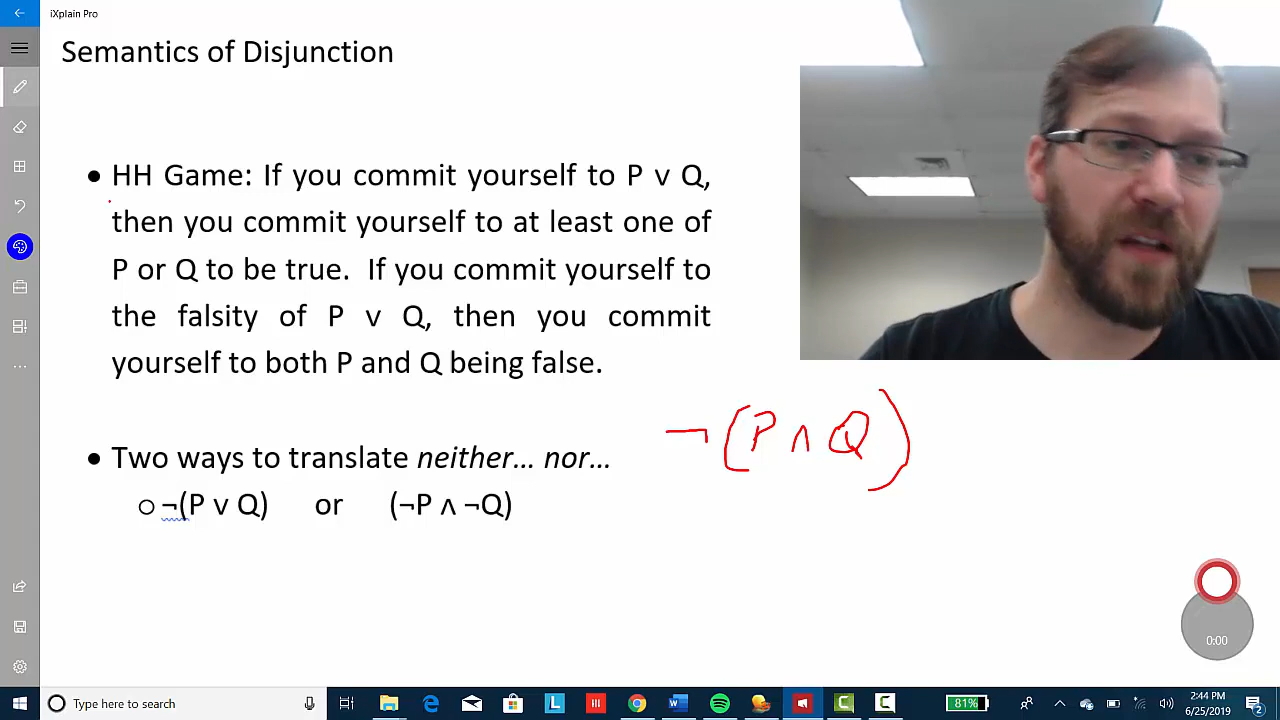 iXplain Pro
Semantics of Disjunction
● HH Game: If you commit yourself to P v Q,
then you commit yourself to at least one of
P or Q to be true. If you commit yourself to
the falsity of P v Q, then you commit
yourself to both P and Q being false.
¬(P ∧ Q)
● Two ways to translate neither… nor…
○ ¬(P v Q) or (¬P ∧ ¬Q)
0:00
Type here to search
81%
2:44 PM
6/25/2019